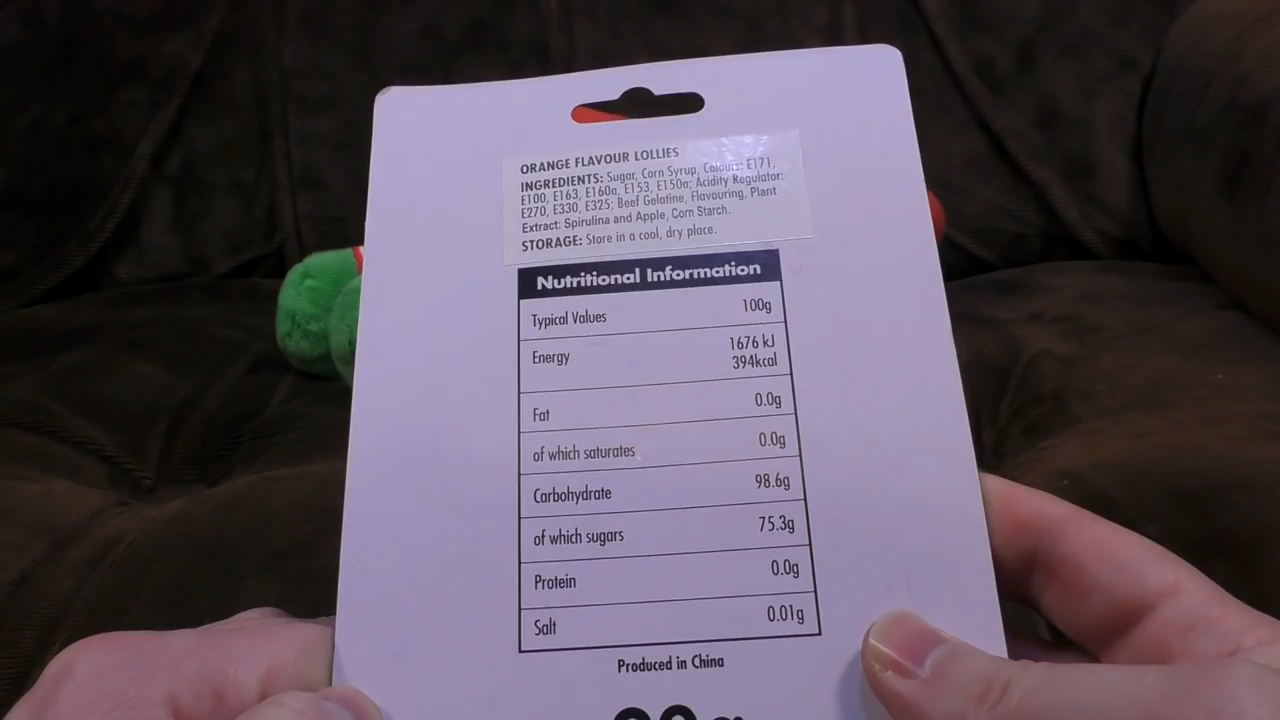 ORANGE FLAVOUR LOLLIES
INGREDIENTS: Sugar, Corn Syrup, Colours: E171,
E100, E163, E160a, E153, E150a; Acidity Regulator:
E270, E330, E325; Beef Gelatine, Flavouring, Plant
Extract: Spirulina and Apple, Corn Starch.
STORAGE: Store in a cool, dry place.
Nutritional Information
Typical Values 100g
Energy 1676 kJ
394kcal
Fat 0.0g
of which saturates 0.0g
Carbohydrate 98.6g
of which sugars 75.3g
Protein 0.0g
Salt 0.01g
Produced in China